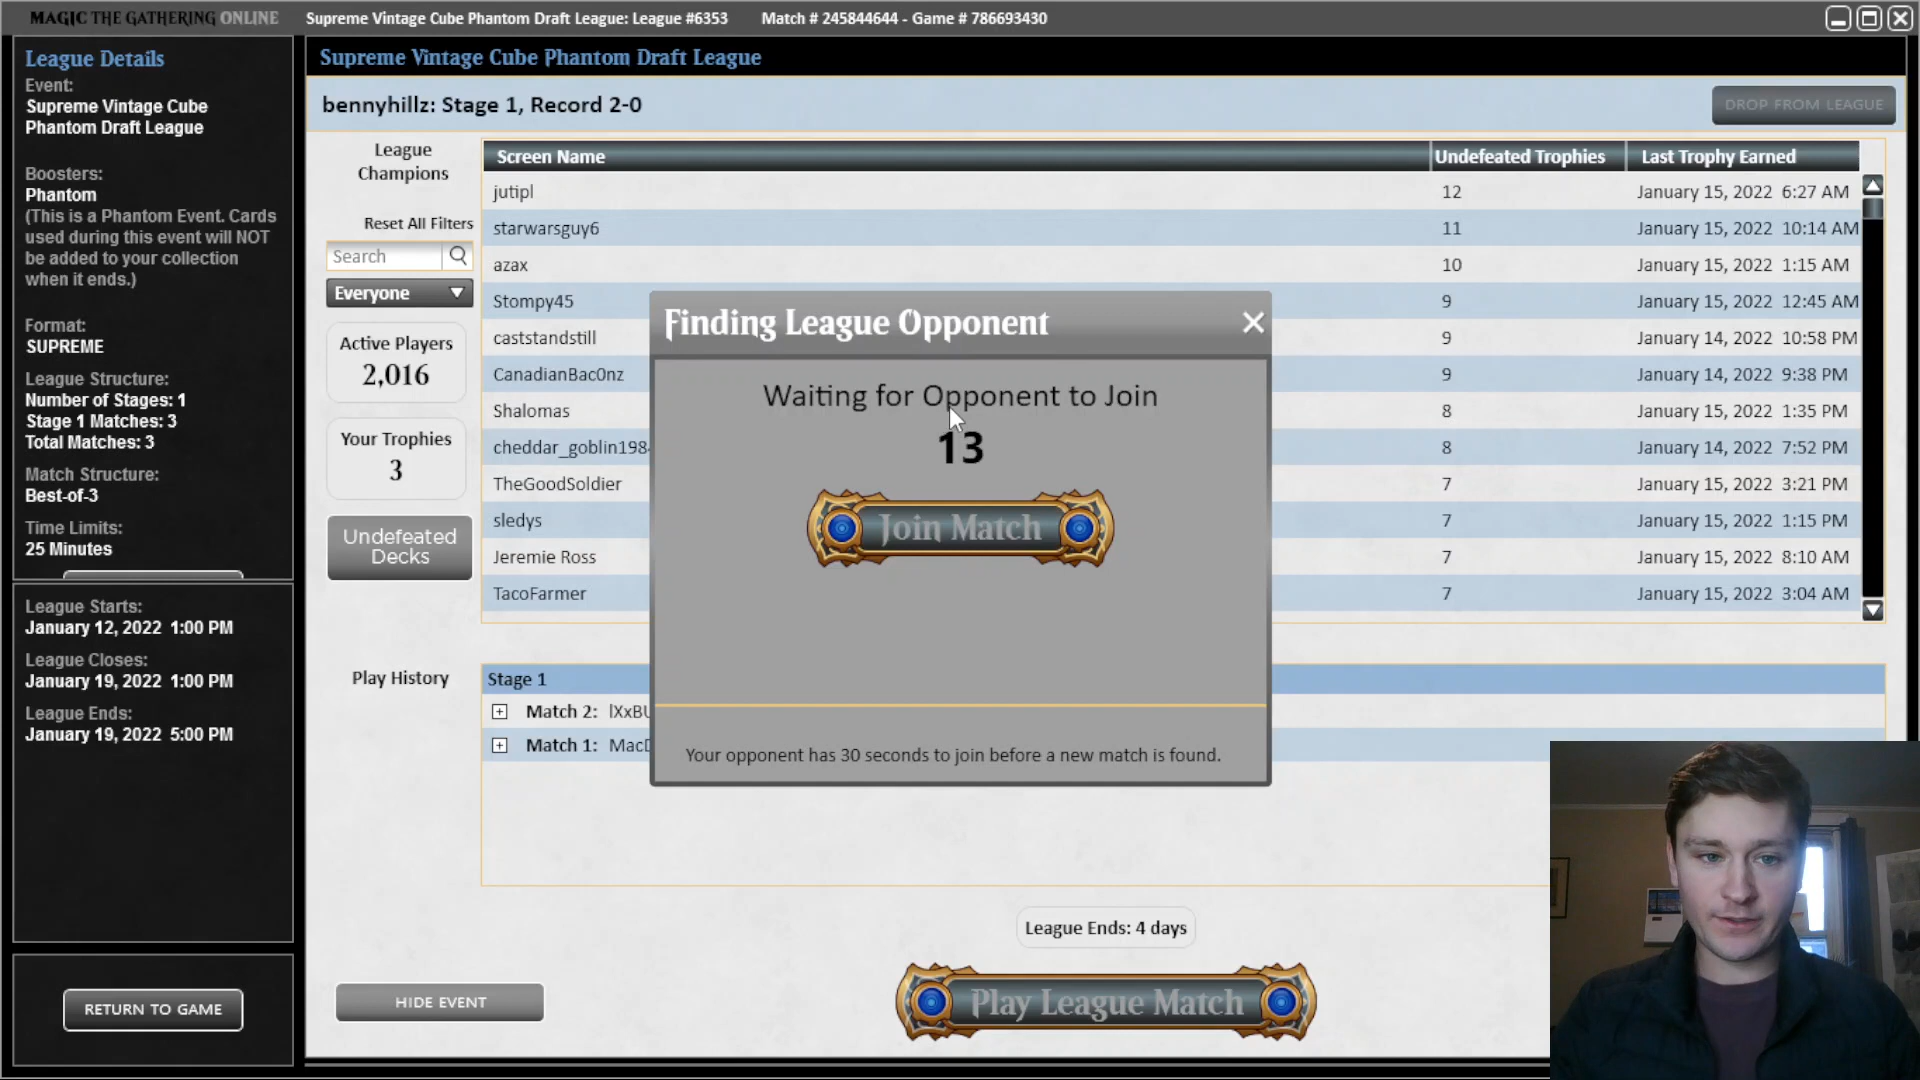 MAGIC THE GATHERING ONLINE
Supreme Vintage Cube Phantom Draft League: League #6353
Match # 245844644 - Game # 786693430
League Details
Event:
Supreme Vintage Cube
Phantom Draft League
Boosters:
Phantom
(This is a Phantom Event. Cards
used during this event will NOT
be added to your collection
when it ends.)
Format:
SUPREME
League Structure:
Number of Stages: 1
Stage 1 Matches: 3
Total Matches: 3
Match Structure:
Best-of-3
Time Limits:
25 Minutes
League Starts:
January 12, 2022 1:00 PM
League Closes:
January 19, 2022 1:00 PM
League Ends:
January 19, 2022 5:00 PM
RETURN TO GAME
Supreme Vintage Cube Phantom Draft League
bennyhillz: Stage 1, Record 2-0
DROP FROM LEAGUE
League
Champions
Reset All Filters
Search
Everyone
Active Players
2,016
Your Trophies
3
Undefeated
Decks
Screen Name Undefeated Trophies Last Trophy Earned
jutipl 12 January 15, 2022 6:27 AM
starwarsguy6 11 January 15, 2022 10:14 AM
azax 10 January 15, 2022 1:15 AM
Stompy45 9 January 15, 2022 12:45 AM
caststandstill 9 January 14, 2022 10:58 PM
CanadianBac0nz 9 January 14, 2022 9:38 PM
Shalomas 8 January 15, 2022 1:35 PM
cheddar_goblin198 8 January 14, 2022 7:52 PM
TheGoodSoldier 7 January 15, 2022 3:21 PM
sledys 7 January 15, 2022 1:15 PM
Jeremie Ross 7 January 15, 2022 8:10 AM
TacoFarmer 7 January 15, 2022 3:04 AM
Finding League Opponent
Waiting for Opponent to Join
13
Join Match
Your opponent has 30 seconds to join before a new match is found.
Play History
Stage 1
Match 2:
Match 1:
League Ends: 4 days
HIDE EVENT
Play League Match